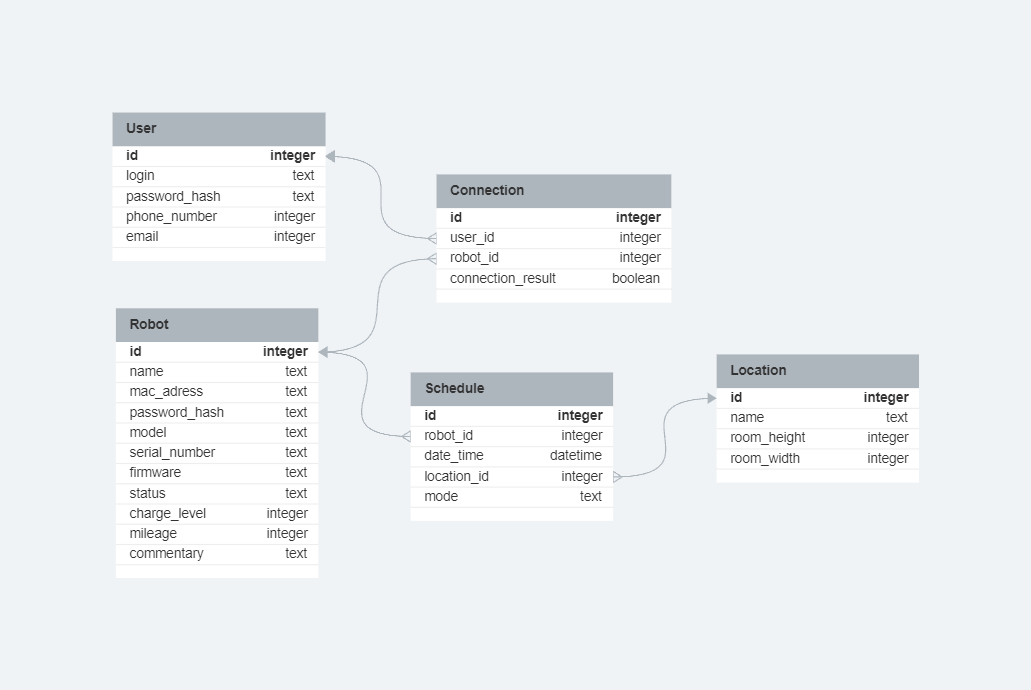 User
id integer
login text
password_hash text
phone_number integer
email integer
Connection
id integer
user_id integer
robot_id integer
connection_result boolean
Robot
id integer
name text
mac_adress text
password_hash text
model text
serial_number text
firmware text
status text
charge_level integer
mileage integer
commentary text
Schedule
id integer
robot_id integer
date_time datetime
location_id integer
mode text
Location
id integer
name text
room_height integer
room_width integer